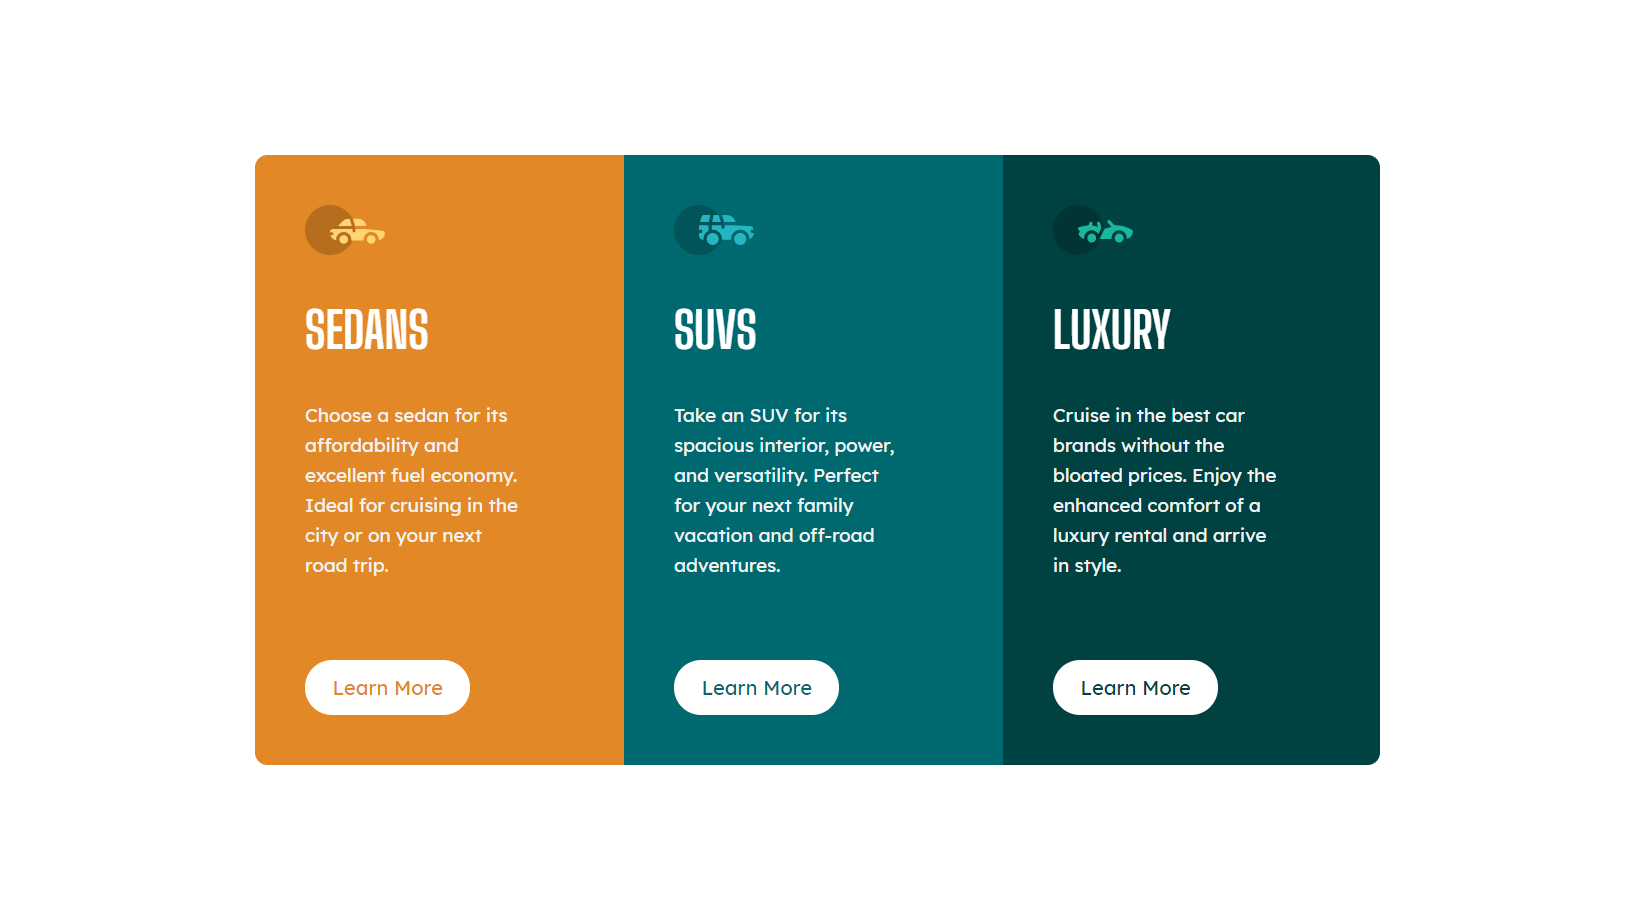 SEDANS
Choose a sedan for its
affordability and
excellent fuel economy.
Ideal for cruising in the
city or on your next
road trip.
Learn More
SUVS
Take an SUV for its
spacious interior, power,
and versatility. Perfect
for your next family
vacation and off-road
adventures.
Learn More
LUXURY
Cruise in the best car
brands without the
bloated prices. Enjoy the
enhanced comfort of a
luxury rental and arrive
in style.
Learn More